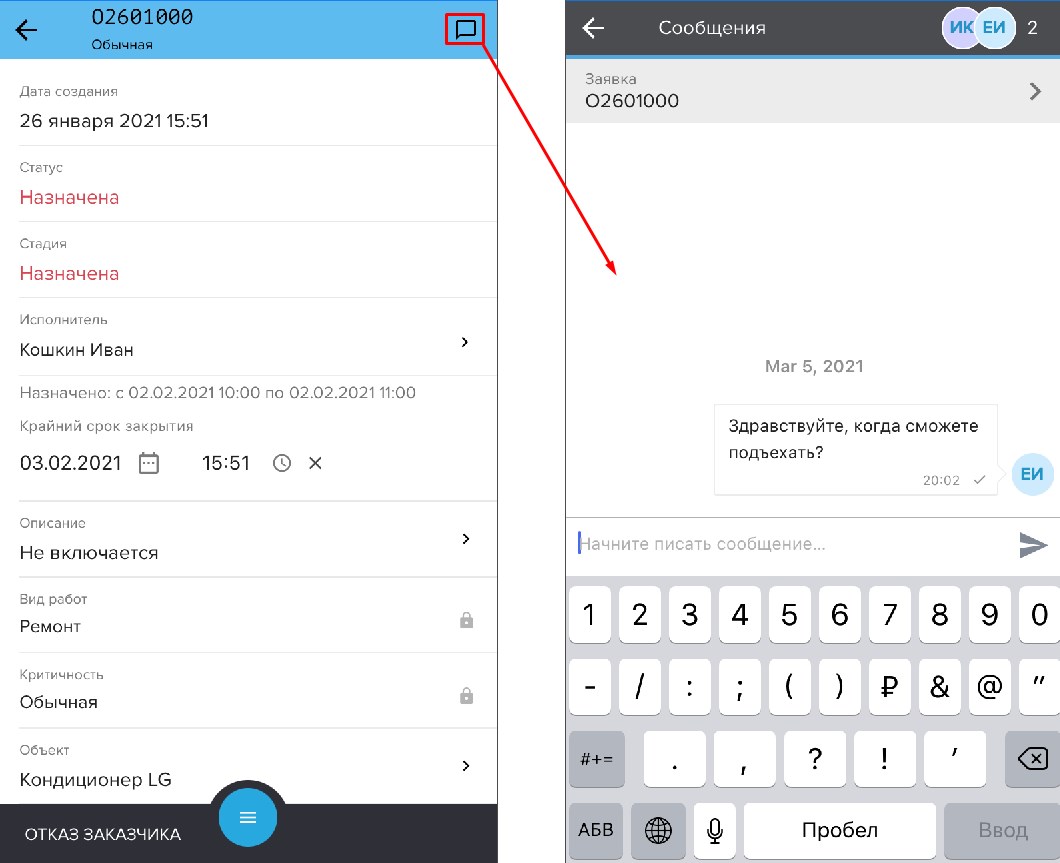 O2601000
Обычная
Дата создания
26 января 2021 15:51
Статус
Назначена
Стадия
Назначена
Исполнитель
Кошкин Иван
Назначено: с 02.02.2021 10:00 по 02.02.2021 11:00
Крайний срок закрытия
03.02.2021 15:51
Описание
Не включается
Вид работ
Ремонт
Критичность
Обычная
Объект
Кондиционер LG
ОТКАЗ ЗАКАЗЧИКА
Сообщения ИК ЕИ 2
Заявка
O2601000
Mar 5, 2021
Здравствуйте, когда сможете
подъехать?
20:02
ЕИ
Начните писать сообщение...
1 2 3 4 5 6 7 8 9 0
- / : ; ( ) ₽ & @ "
#+= . , ? ! '
АБВ Пробел Ввод